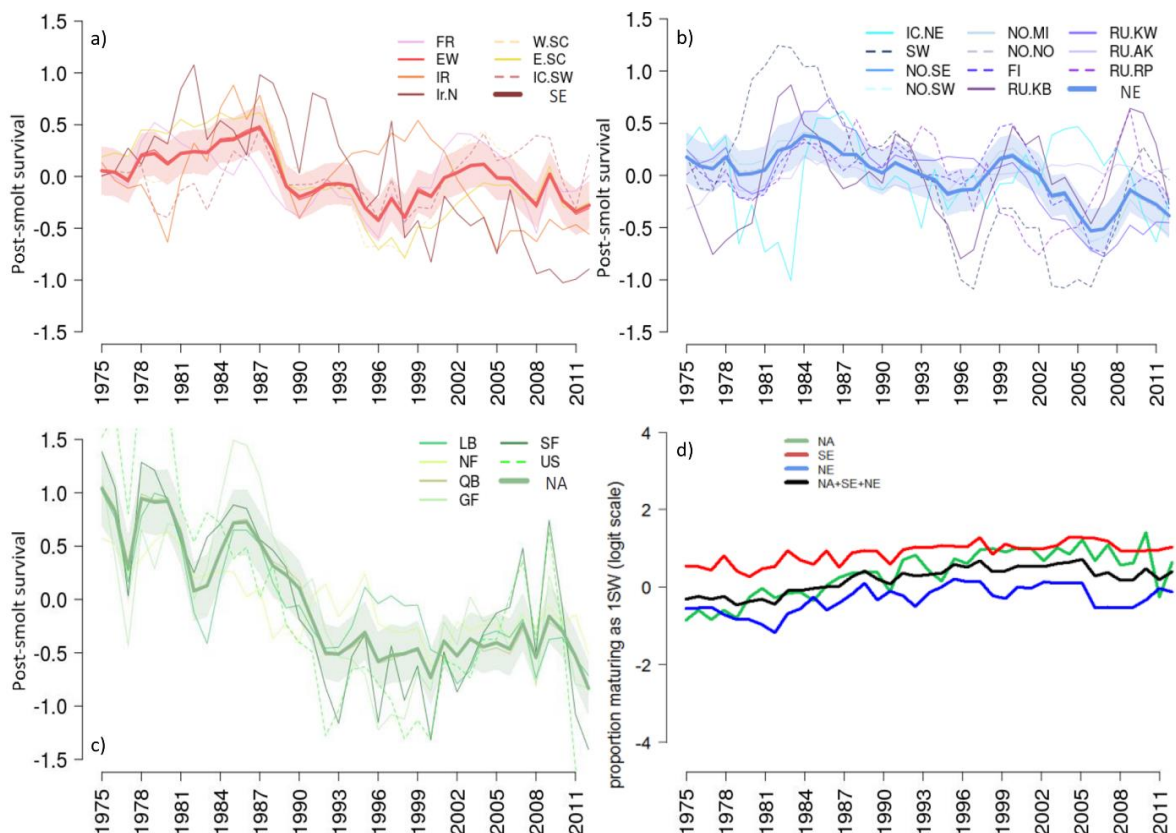 a)
Post-smolt survival
1.5
1.0
0.5
0.0
-0.5
-1.0
-1.5
FR
EW
IR
Ir.N
W.SC
E.SC
IC.SW
SE
1975
1978
1981
1984
1987
1990
1993
1996
1999
2002
2005
2008
2011
b)
Post-smolt survival
1.5
1.0
0.5
0.0
-0.5
-1.0
-1.5
IC.NE
SW
NO.SE
NO.SW
NO.MI
NO.NO
FI
RU.KB
RU.KW
RU.AK
RU.RP
NE
1975
1978
1981
1984
1987
1990
1993
1996
1999
2002
2005
2008
2011
c)
Post-smolt survival
1.5
1.0
0.5
0.0
-0.5
-1.0
-1.5
LB
NF
QB
GF
SF
US
NA
1975
1978
1981
1984
1987
1990
1993
1996
1999
2002
2005
2008
2011
d)
proportion maturing as 1SW (logit scale)
4
2
0
-2
-4
NA
SE
NE
NA+SE+NE
1975
1978
1981
1984
1987
1990
1993
1996
1999
2002
2005
2008
2011